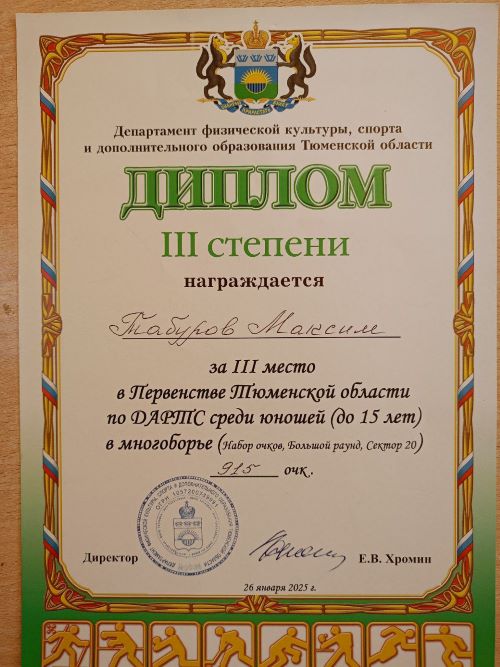 Департамент физической культуры, спорта
и дополнительного образования Тюменской области
ДИПЛОМ
III степени
награждается
Табуров Максим
за III место
в Первенстве Тюменской области
по ДАРТС среди юношей (до 15 лет)
в многоборье (Набор очков, Большой раунд, Сектор 20)
915 очк.
Директор
Е.В. Хромин
26 января 2025 г.